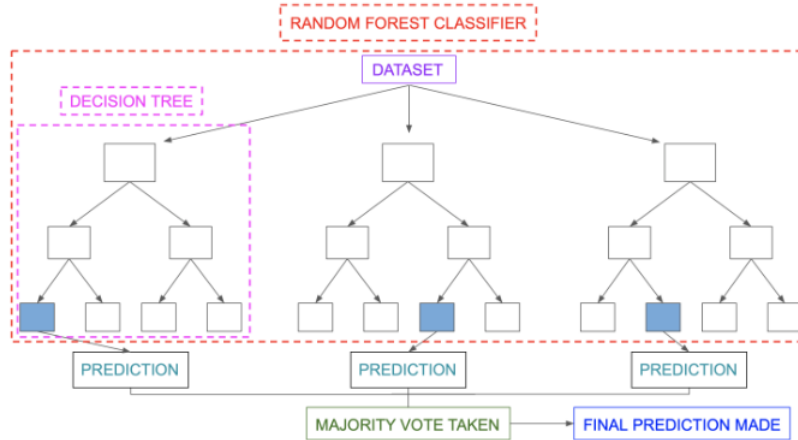 RANDOM FOREST CLASSIFIER
DATASET
DECISION TREE
PREDICTION
PREDICTION
PREDICTION
MAJORITY VOTE TAKEN
FINAL PREDICTION MADE